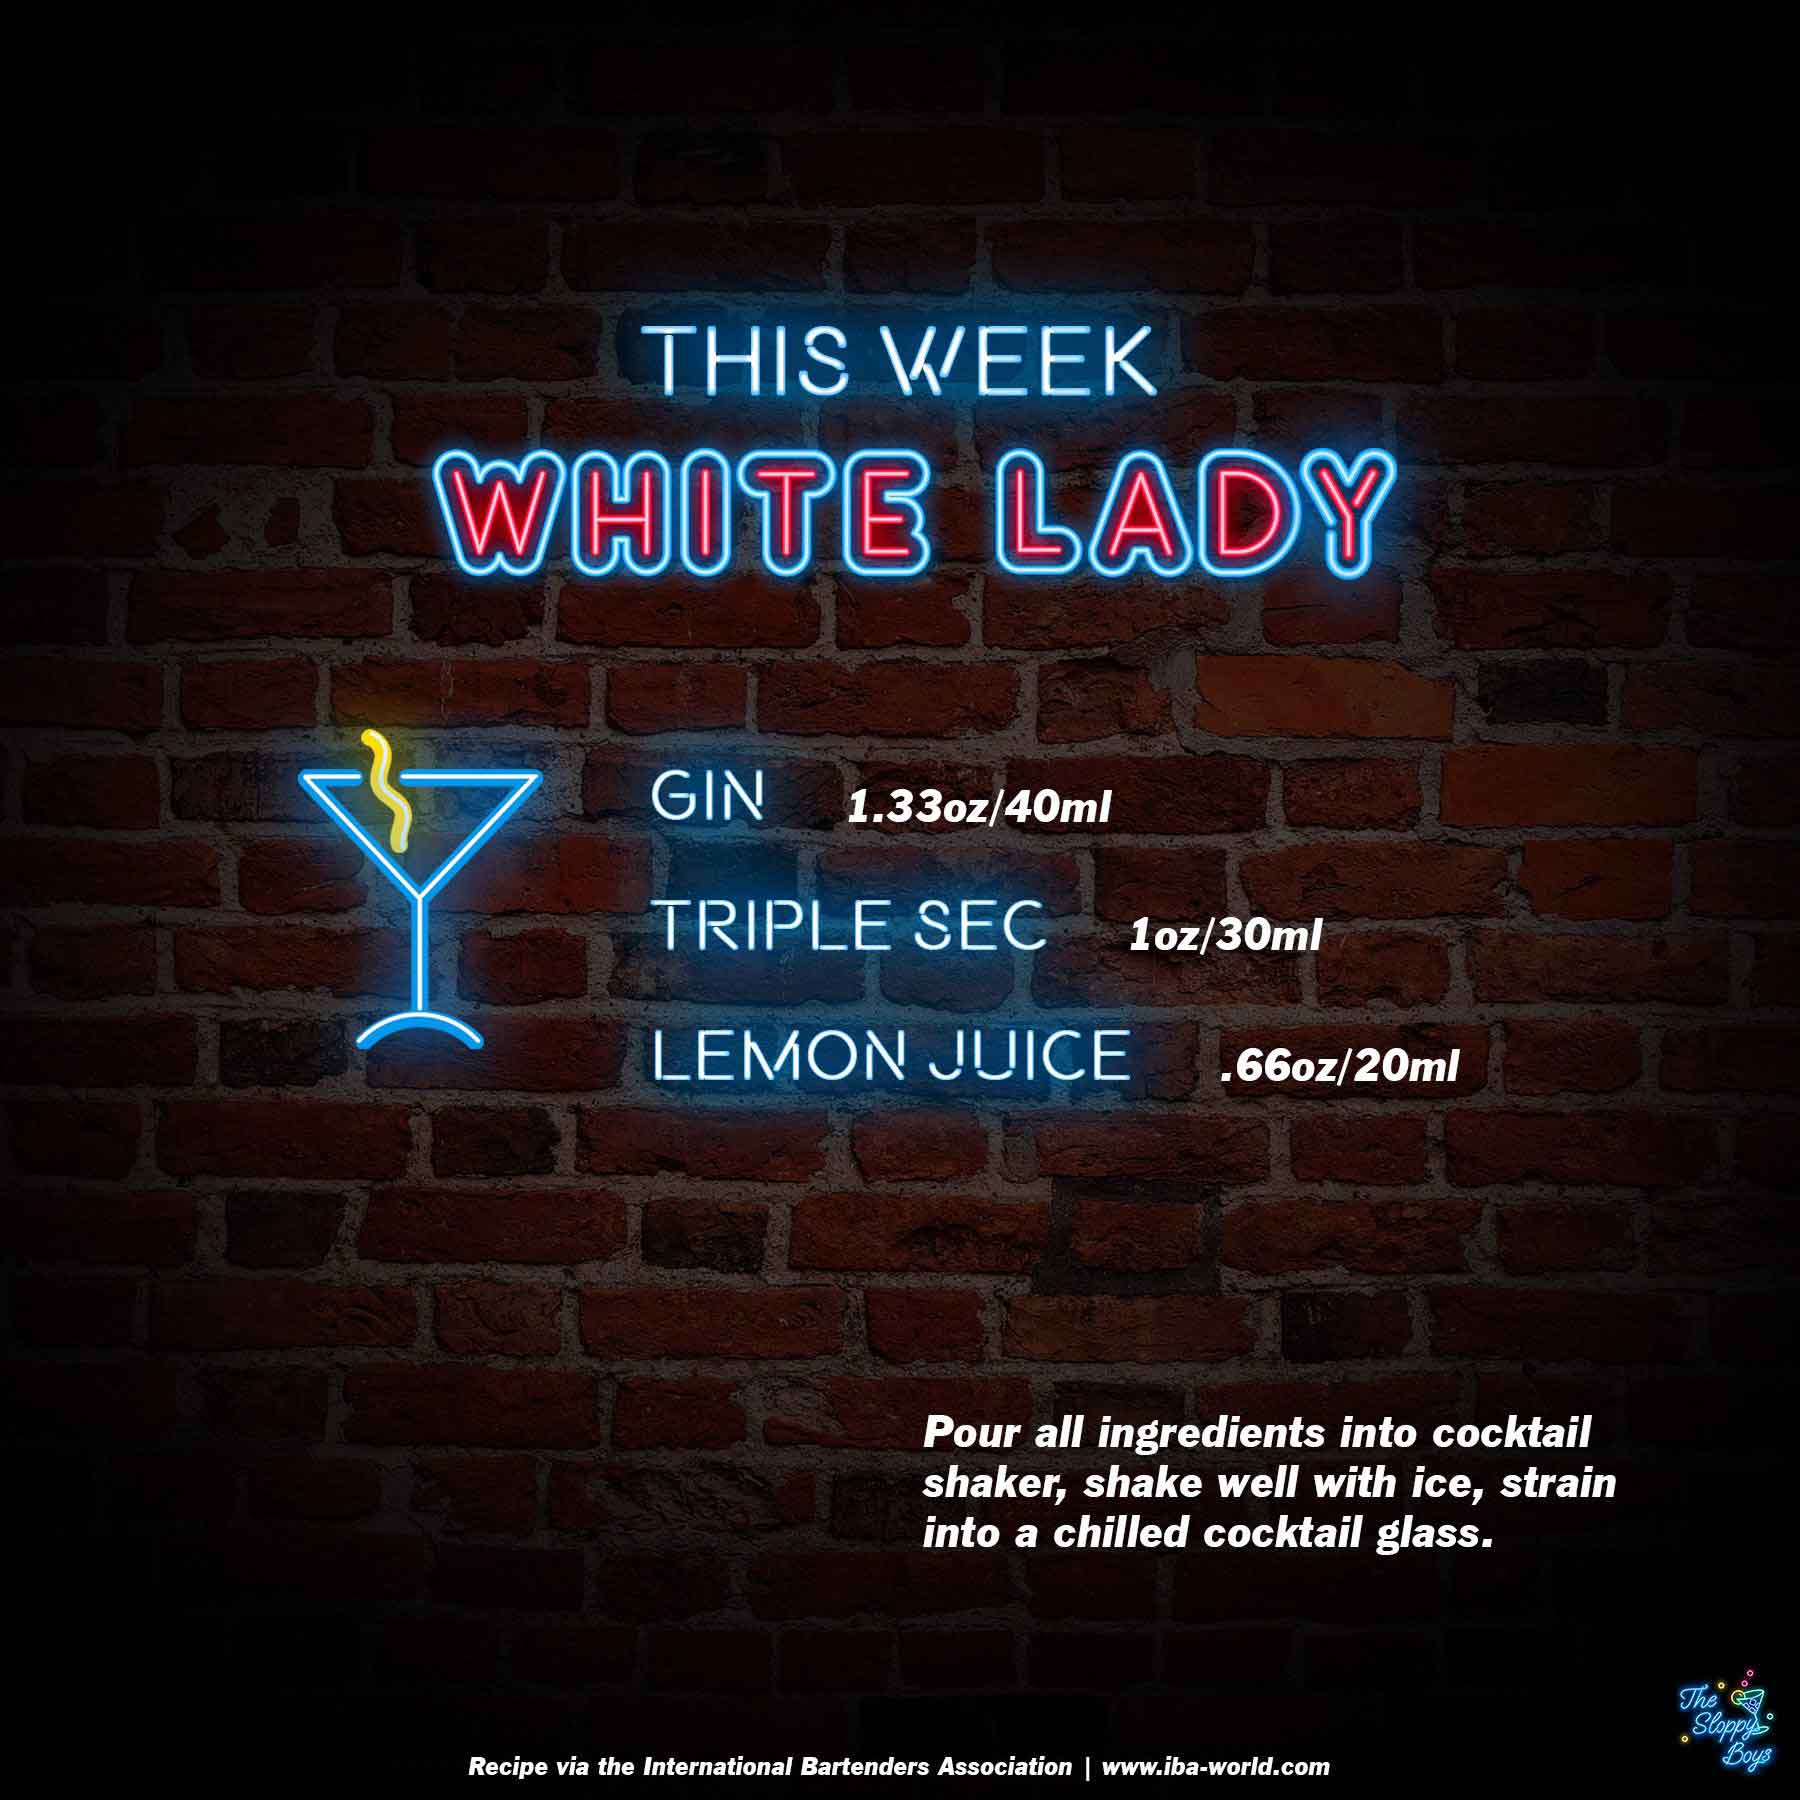 THIS WEEK
WHITE LADY
GIN 1.33oz/40ml
TRIPLE SEC 1oz/30ml
LEMON JUICE .66oz/20ml
Pour all ingredients into cocktail
shaker, shake well with ice, strain
into a chilled cocktail glass.
The
Sloppy
Boys
Recipe via the International Bartenders Association | www.iba-world.com